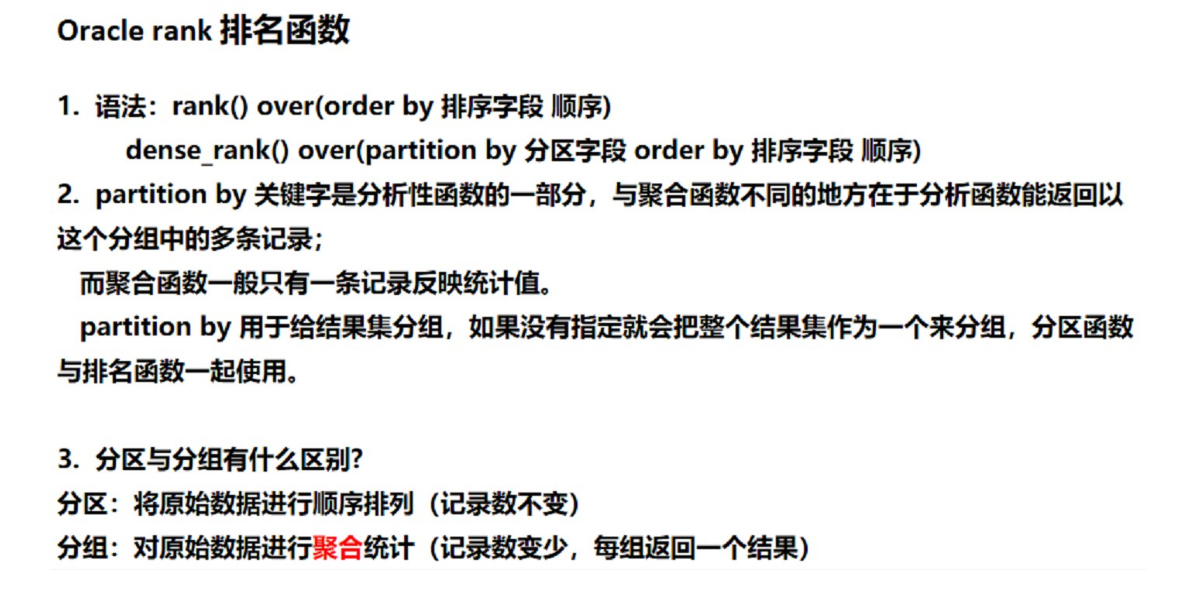 Oracle rank 排名函数
1. 语法：rank() over(order by 排序字段 顺序)
dense_rank() over(partition by 分区字段 order by 排序字段 顺序)
2. partition by 关键字是分析性函数的一部分，与聚合函数不同的地方在于分析函数能返回以
这个分组中的多条记录；
而聚合函数一般只有一条记录反映统计值。
partition by 用于给结果集分组，如果没有指定就会把整个结果集作为一个来分组，分区函数
与排名函数一起使用。
3. 分区与分组有什么区别?
分区：将原始数据进行顺序排列（记录数不变）
分组：对原始数据进行聚合统计（记录数变少，每组返回一个结果）